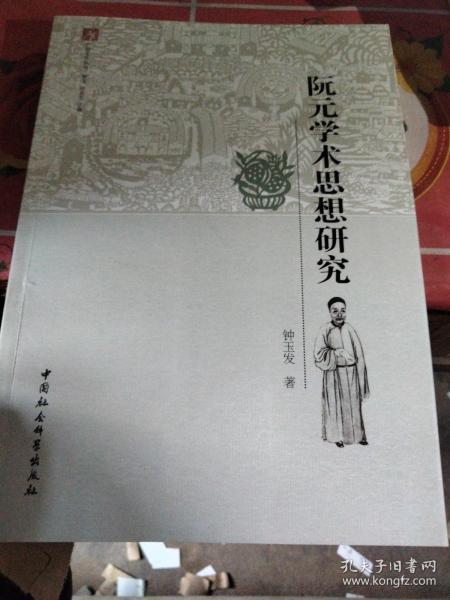 阮元学术思想研究
钟玉发 著
中国社会科学出版社
孔夫子旧书网
www.kongfz.com